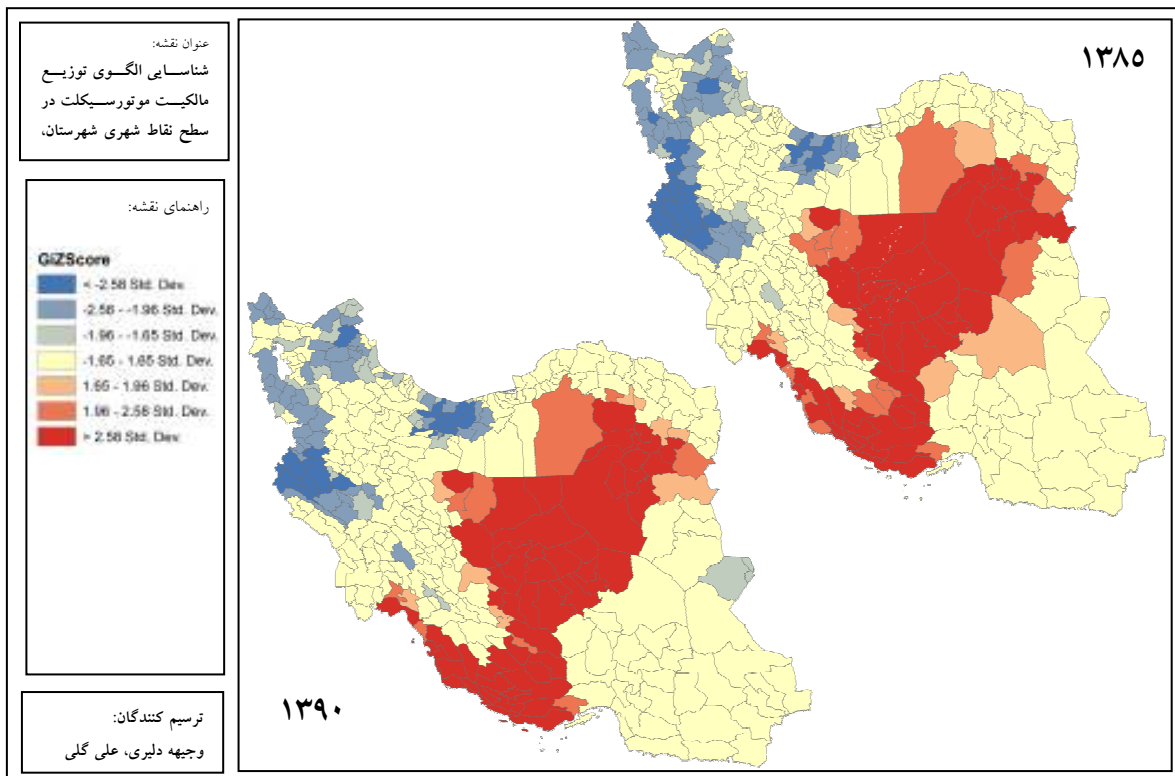 عنوان نقشه:
شناسایی الگوی توزیع
مالکیت موتورسیکلت در
سطح نقاط شهری شهرستان،
راهنمای نقشه:
GiZScore
< -2.58 Std. Dev.
-2.58 - -1.96 Std. Dev.
-1.96 - -1.65 Std. Dev.
-1.65 - 1.65 Std. Dev.
1.65 - 1.96 Std. Dev.
1.96 - 2.58 Std. Dev.
> 2.58 Std. Dev.
ترسیم کنندگان:
وجیهه دلیری، علی گلی
۱۳۸۵
۱۳۹۰